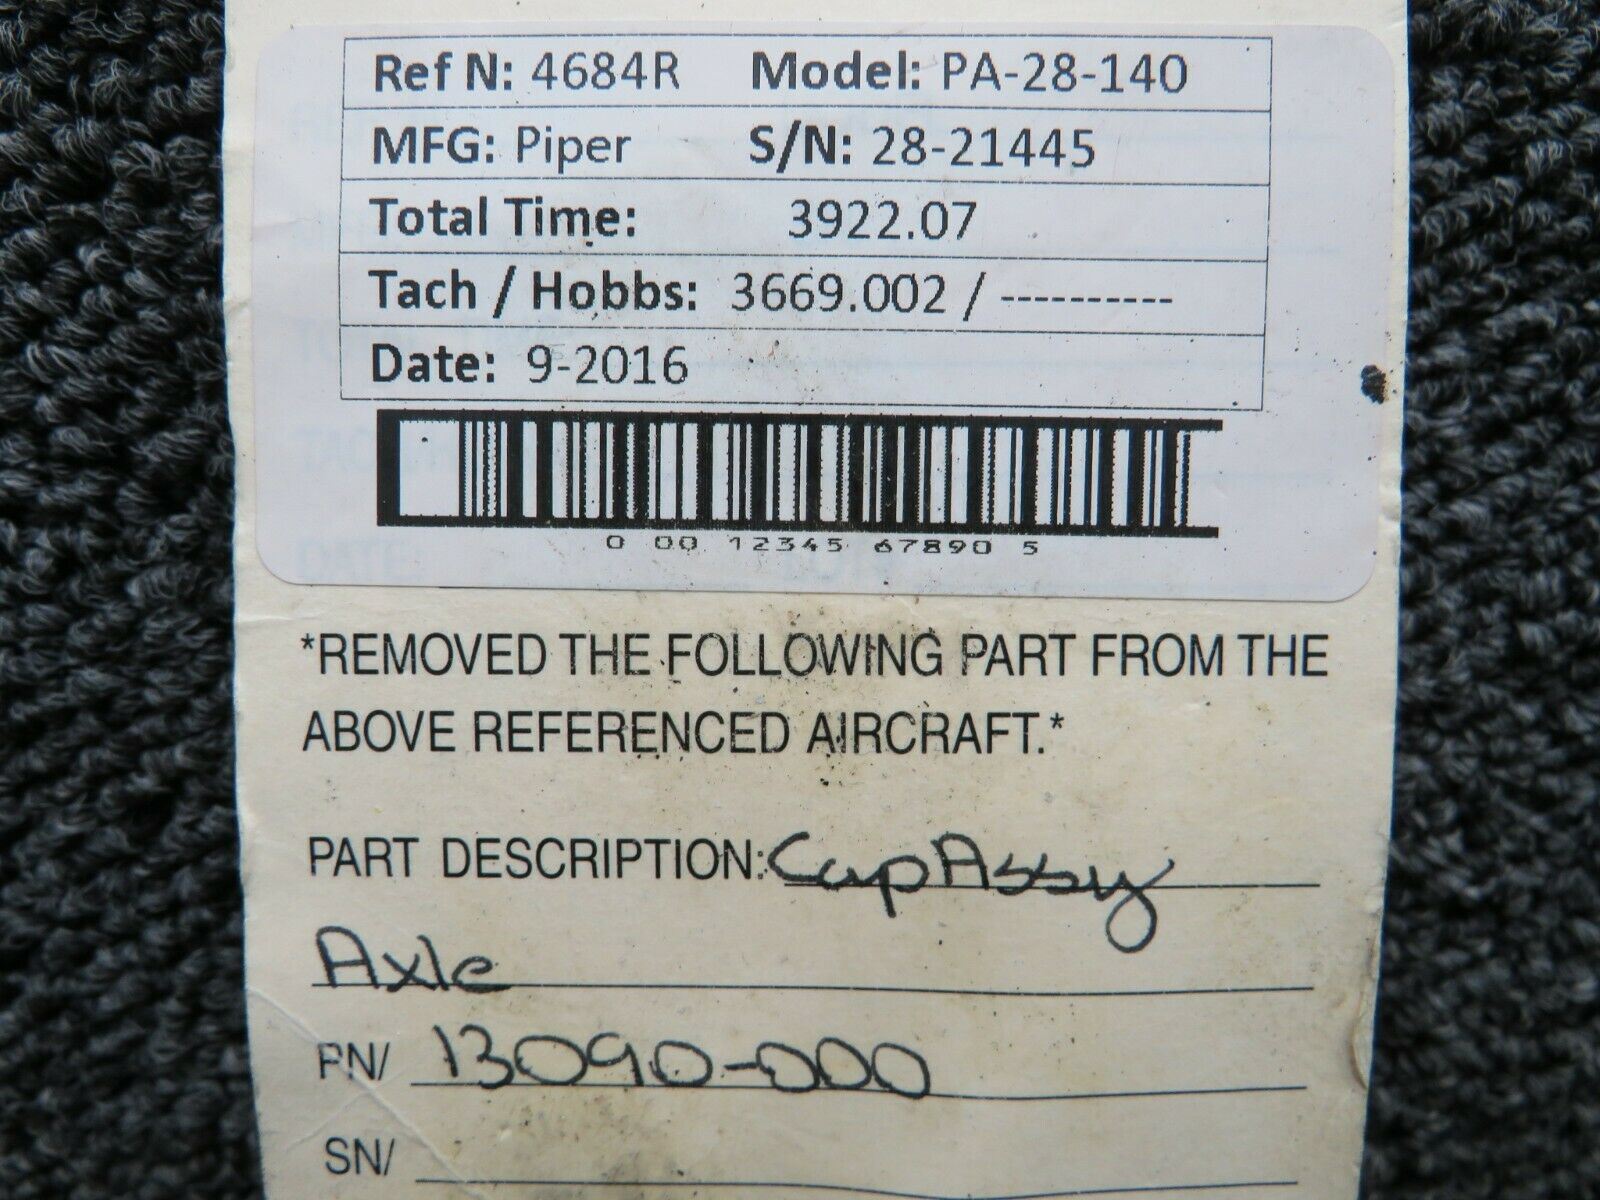 Ref N: 4684R Model: PA-28-140
MFG: Piper S/N: 28-21445
Total Time: 3922.07
Tach / Hobbs: 3669.002 / ----------
Date: 9-2016
0 00 12345 67890 5
*REMOVED THE FOLLOWING PART FROM THE
ABOVE REFERENCED AIRCRAFT.*
PART DESCRIPTION: Cap Assy
Axle
PN/ 13090-000
SN/